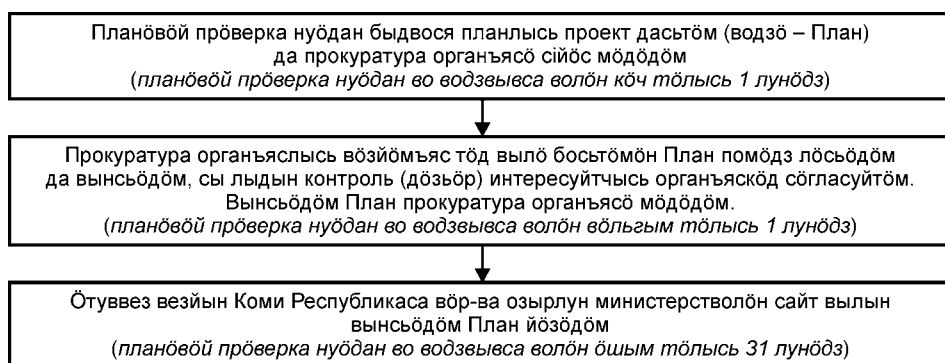 Планӧвӧй прӧверка нуӧдан быдвося планлысь проект дасьтӧм (водзӧ – План)
да прокуратура органъясӧ сійӧс мӧдӧдӧм
(планӧвӧй прӧверка нуӧдан во водзвывса волӧн кӧч тӧлысь 1 лунӧдз)
Прокуратура органъяслысь вӧзйӧмъяс тӧд вылӧ босьтӧмӧн План помӧдз лӧсьӧдӧм
да вынсьӧдӧм, сы лыдын контроль (дӧзьӧр) интересуйтчысь органъяскӧд сӧгласуйтӧм.
Вынсьӧдӧм План прокуратура органъясӧ мӧдӧдӧм.
(планӧвӧй прӧверка нуӧдан во водзвывса волӧн вӧльгым тӧлысь 1 лунӧдз)
Ӧтуввез везйын Коми Республикаса вӧр-ва озырлун министерстволӧн сайт вылын
вынсьӧдӧм План йӧзӧдӧм
(планӧвӧй прӧверка нуӧдан во водзвывса волӧн ӧшым тӧлысь 31 лунӧдз)